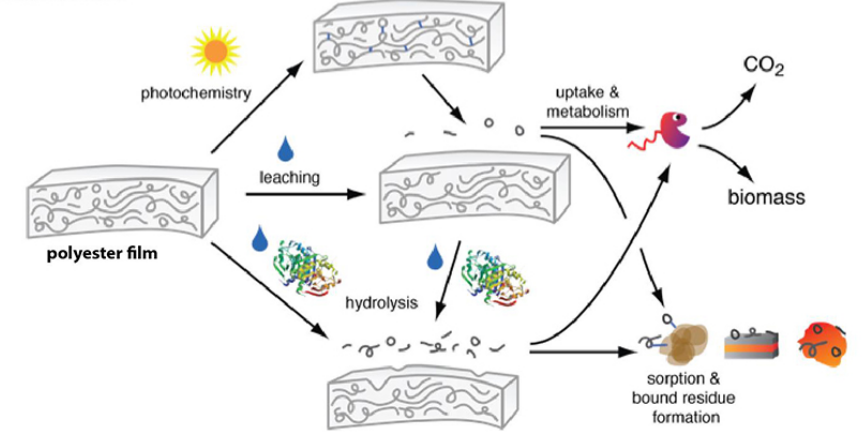 photochemistry
uptake &
metabolism
CO2
leaching
biomass
polyester film
hydrolysis
sorption &
bound residue
formation